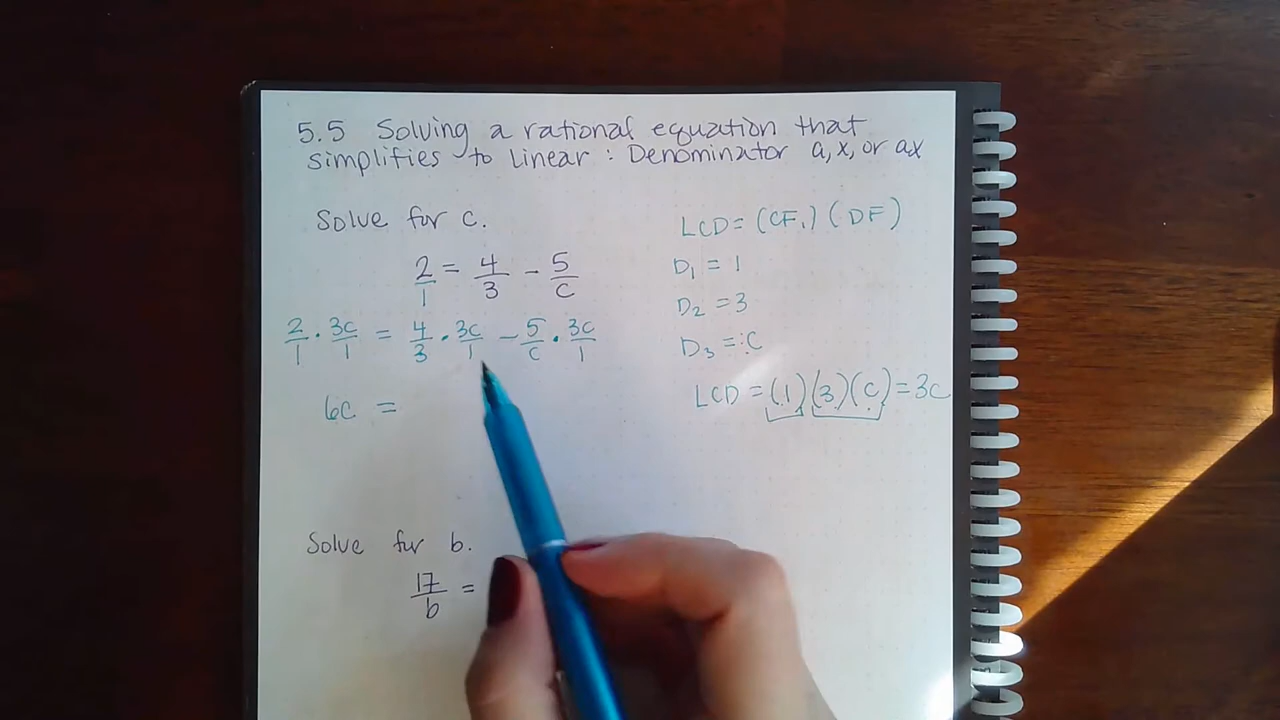 5.5 Solving a rational equation that
simplifies to Linear : Denominator a, x, or ax
Solve for c.
2/1 = 4/3 - 5/c
2/1 · 3c/1 = 4/3 · 3c/1 - 5/c · 3c/1
6c =
LCD = (CF,) (DF)
D₁ = 1
D₂ = 3
D₃ = c
LCD = (1)(3)(c) = 3c
Solve for b.
17/b =